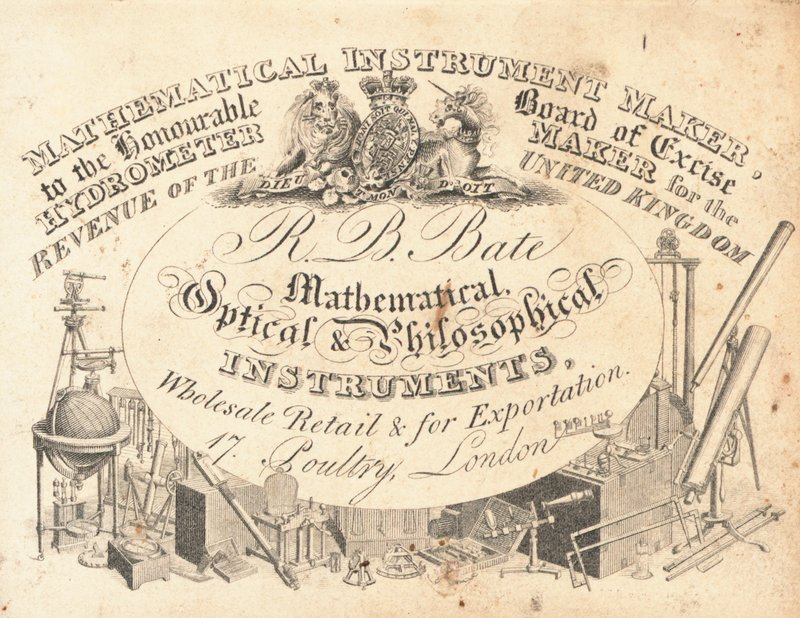 MATHEMATICAL INSTRUMENT MAKER,
to the Honourable Board of Excise
HYDROMETER MAKER for the
REVENUE OF THE UNITED KINGDOM
DIEU ET MON DROIT
R. B. Bate
Mathematical,
Optical & Philosophical
INSTRUMENTS,
Wholesale Retail & for Exportation.
17. Poultry, London